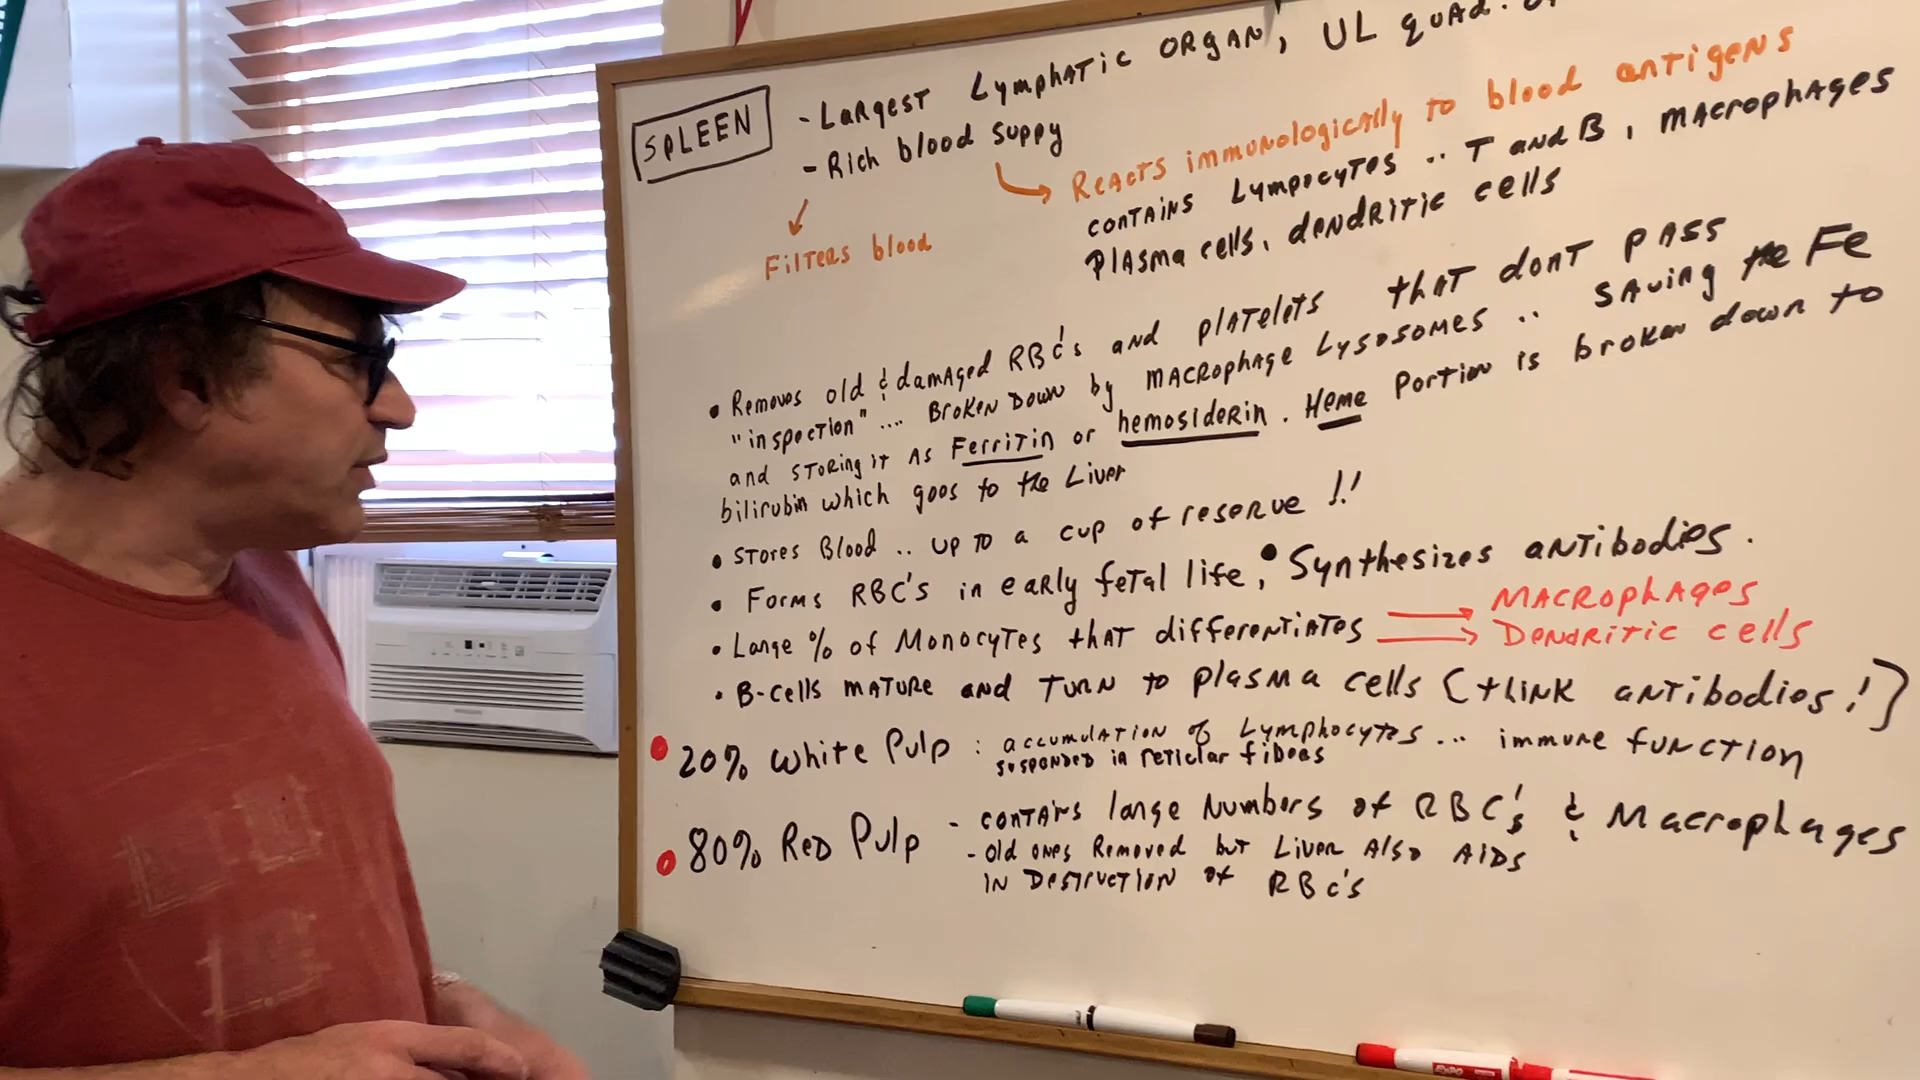 SPLEEN
- Largest Lymphatic ORGAN, UL quad.
- Rich blood suppy
Filters blood
Reacts immunologically to blood antigens
contains Lympocytes .. T and B, macrophages
Plasma cells, dendritic cells
• Removes old & damaged RBC's and platelets that dont pass
"inspection" .... Broken Down by macrophage Lysosomes .. saving the Fe
and storing it as Ferritin or hemosiderin. Heme Portion is broken down to
bilirubin which goes to the Liver
• Stores Blood .. up to a cup of reserve !!
• Forms RBC's in early fetal life, • Synthesizes antibodies.
• Large % of Monocytes that differentiates
Macrophages
Dendritic cells
• B-cells mature and turn to plasma cells (think antibodies!)
• 20% White Pulp : accumulation of Lymphocytes... immune function
suspended in reticlar fibers
• 80% Red Pulp - contains large numbers of RBC's & Macrophages
- Old ones Removed but Liver Also Aids
in Destruction of RBC's
EXPO